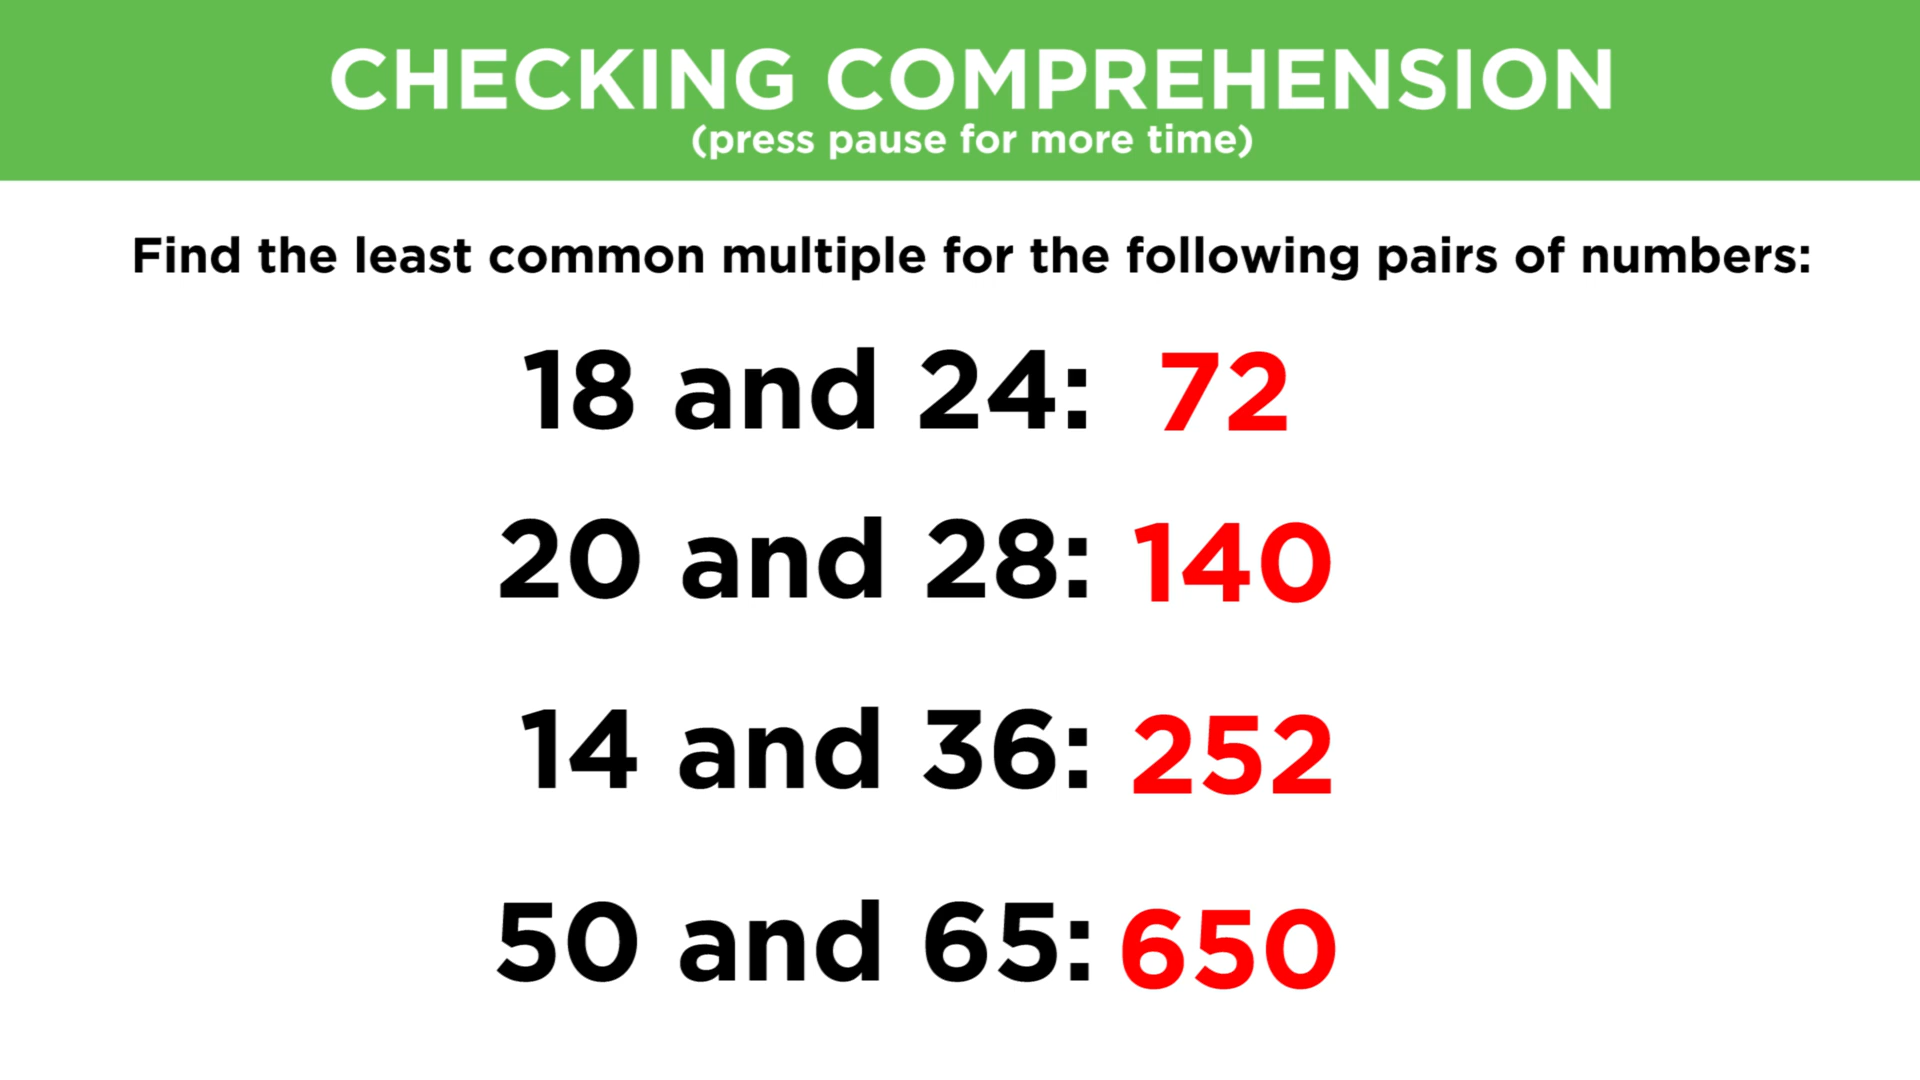 CHECKING COMPREHENSION
(press pause for more time)
Find the least common multiple for the following pairs of numbers:
18 and 24: 72
20 and 28: 140
14 and 36: 252
50 and 65: 650